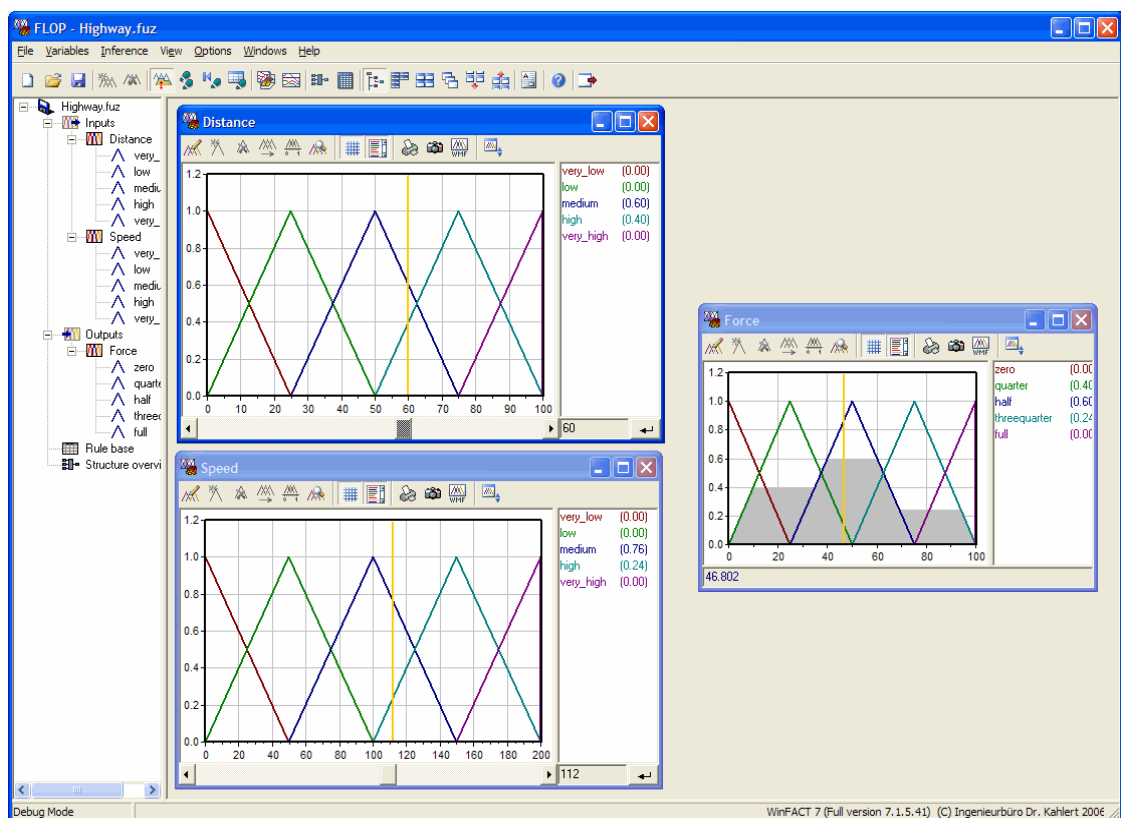 FLOP - Highway.fuz
File Variables Inference View Options Windows Help
Highway.fuz
Inputs
Distance
very_
low
mediu
high
very_
Speed
very_
low
mediu
high
very_
Outputs
Force
zero
quarte
half
threec
full
Rule base
Structure overvi
Distance
WMF
1.2
1.0
0.8
0.6
0.4
0.2
0.0
0 10 20 30 40 50 60 70 80 90 100
very_low (0.00)
low (0.00)
medium (0.60)
high (0.40)
very_high (0.00)
60
Speed
WMF
1.2
1.0
0.8
0.6
0.4
0.2
0.0
0 20 40 60 80 100 120 140 160 180 200
very_low (0.00)
low (0.00)
medium (0.76)
high (0.24)
very_high (0.00)
112
Force
WMF
1.2
1.0
0.8
0.6
0.4
0.2
0.0
0 20 40 60 80 100
zero (0.00
quarter (0.40
half (0.60
threequarter (0.24
full (0.00
46.802
Debug Mode
WinFACT 7 (Full version 7.1.5.41) (C) Ingenieurbüro Dr. Kahlert 2006